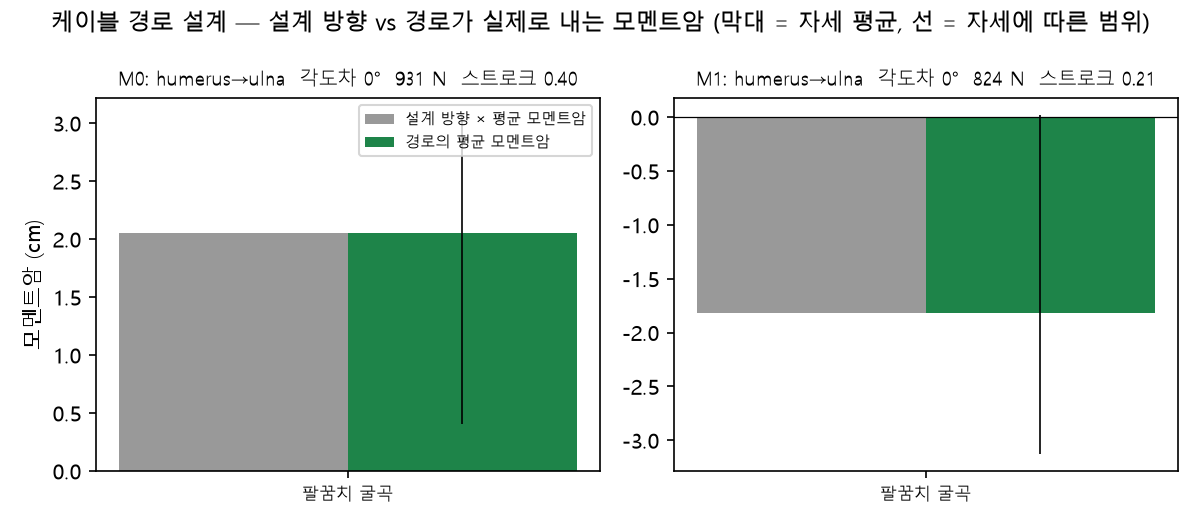 케이블 경로 설계 — 설계 방향 vs 경로가 실제로 내는 모멘트암 (막대 = 자세 평균, 선 = 자세에 따른 범위)
M0: humerus→ulna 각도차 0° 931 N 스트로크 0.40
설계 방향 × 평균 모멘트암
경로의 평균 모멘트암
모멘트암 (cm)
3.0
2.5
2.0
1.5
1.0
0.5
0.0
팔꿈치 굴곡
M1: humerus→ulna 각도차 0° 824 N 스트로크 0.21
0.0
-0.5
-1.0
-1.5
-2.0
-2.5
-3.0
팔꿈치 굴곡